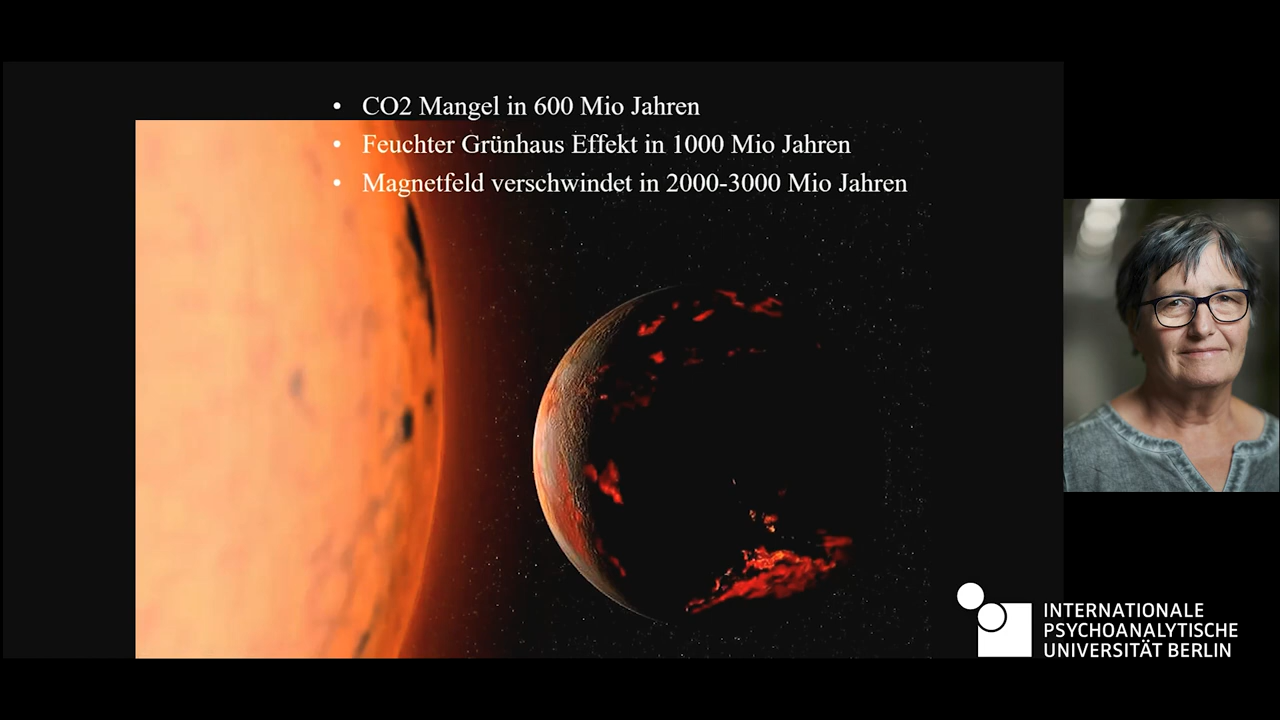 • CO2 Mangel in 600 Mio Jahren
• Feuchter Grünhaus Effekt in 1000 Mio Jahren
• Magnetfeld verschwindet in 2000-3000 Mio Jahren
INTERNATIONALE
PSYCHOANALYTISCHE
UNIVERSITÄT BERLIN